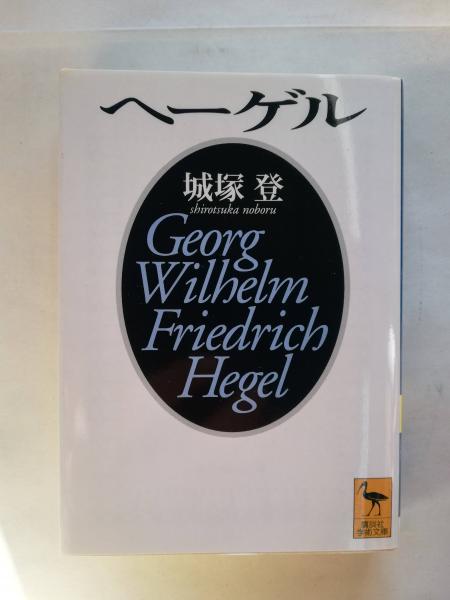 ヘーゲル
城塚 登
shirotsuka noboru
Georg
Wilhelm
Friedrich
Hegel
講談社
学術文庫